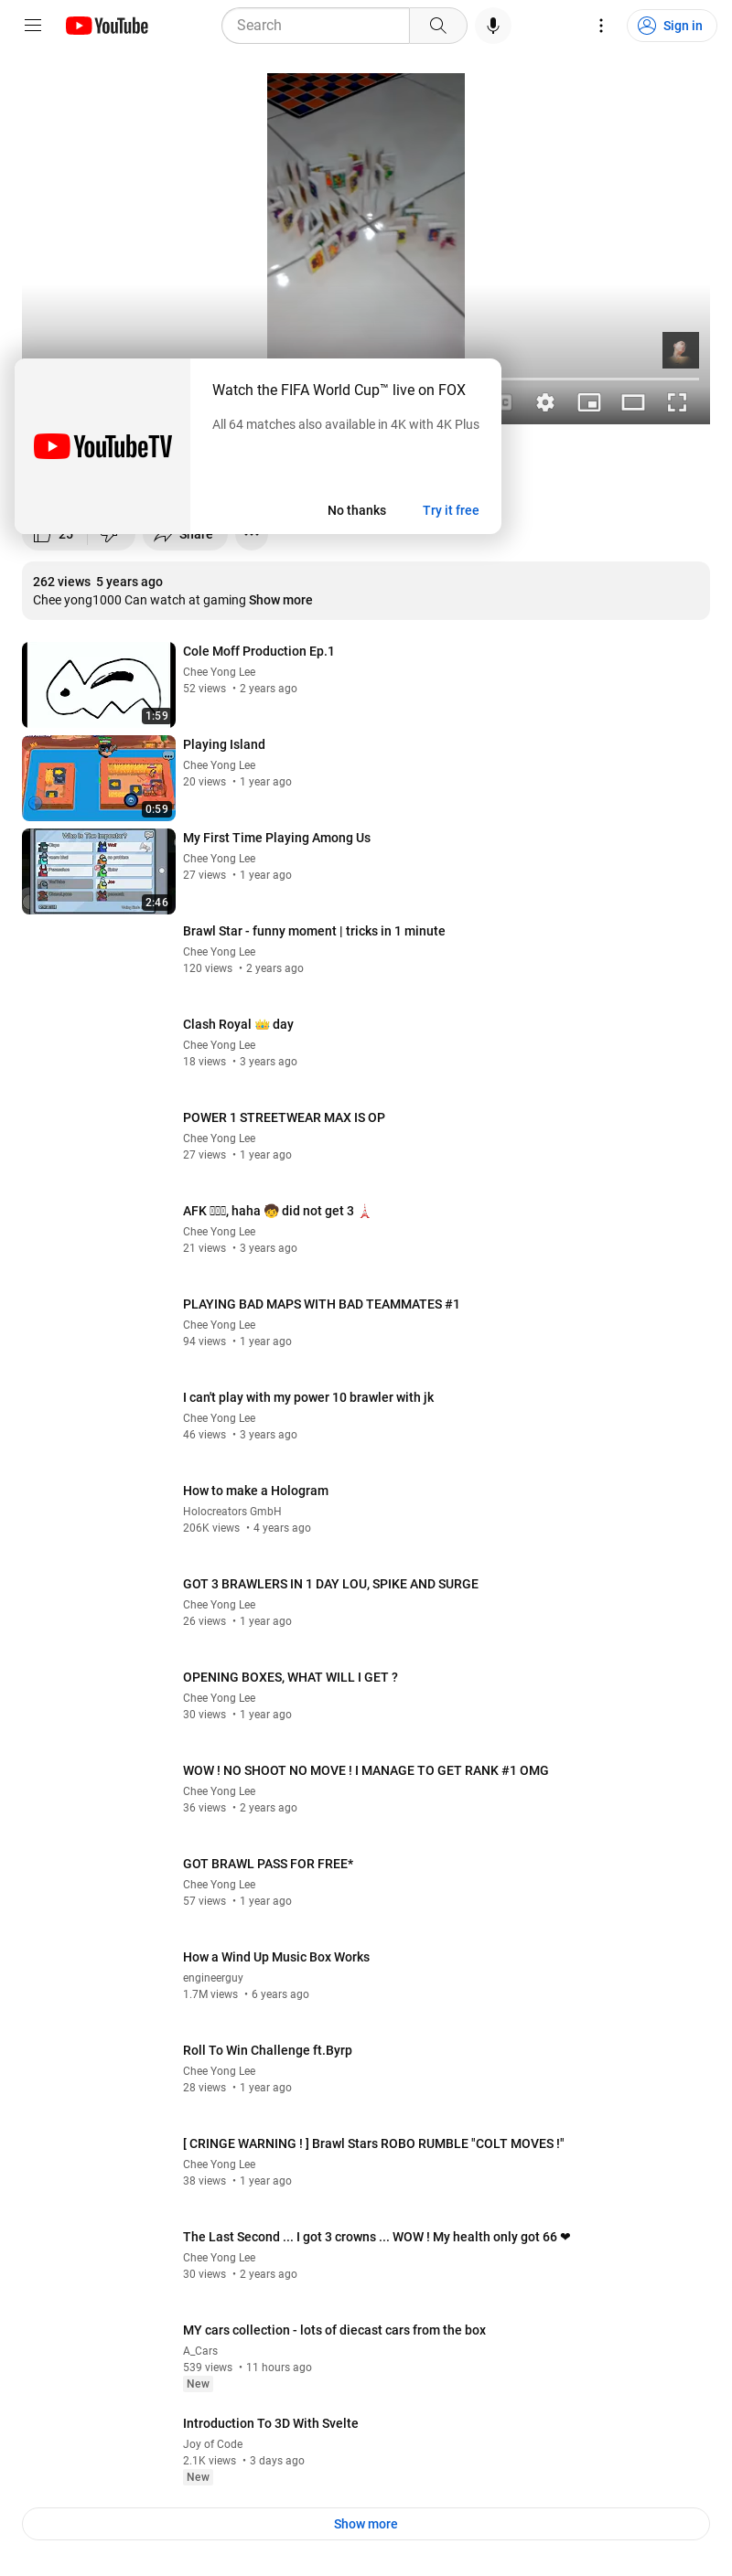 YouTube
Search
Sign in
Watch the FIFA World Cup™ live on FOX
All 64 matches also available in 4K with 4K Plus
YouTubeTV
No thanks
Try it free
25
Share
262 views 5 years ago
Chee yong1000 Can watch at gaming Show more
Cole Moff Production Ep.1
Chee Yong Lee
52 views • 2 years ago
1:59
Playing Island
Chee Yong Lee
20 views • 1 year ago
0:59
Who Is The Impostor?
My First Time Playing Among Us
Chee Yong Lee
27 views • 1 year ago
2:46
Brawl Star - funny moment | tricks in 1 minute
Chee Yong Lee
120 views • 2 years ago
Clash Royal 👑 day
Chee Yong Lee
18 views • 3 years ago
POWER 1 STREETWEAR MAX IS OP
Chee Yong Lee
27 views • 1 year ago
AFK , haha 🧒 did not get 3 🗼
Chee Yong Lee
21 views • 3 years ago
PLAYING BAD MAPS WITH BAD TEAMMATES #1
Chee Yong Lee
94 views • 1 year ago
I can't play with my power 10 brawler with jk
Chee Yong Lee
46 views • 3 years ago
How to make a Hologram
Holocreators GmbH
206K views • 4 years ago
GOT 3 BRAWLERS IN 1 DAY LOU, SPIKE AND SURGE
Chee Yong Lee
26 views • 1 year ago
OPENING BOXES, WHAT WILL I GET ?
Chee Yong Lee
30 views • 1 year ago
WOW ! NO SHOOT NO MOVE ! I MANAGE TO GET RANK #1 OMG
Chee Yong Lee
36 views • 2 years ago
GOT BRAWL PASS FOR FREE*
Chee Yong Lee
57 views • 1 year ago
How a Wind Up Music Box Works
engineerguy
1.7M views • 6 years ago
Roll To Win Challenge ft.Byrp
Chee Yong Lee
28 views • 1 year ago
[ CRINGE WARNING ! ] Brawl Stars ROBO RUMBLE "COLT MOVES !"
Chee Yong Lee
38 views • 1 year ago
The Last Second ... I got 3 crowns ... WOW ! My health only got 66 ❤
Chee Yong Lee
30 views • 2 years ago
MY cars collection - lots of diecast cars from the box
A_Cars
539 views • 11 hours ago
New
Introduction To 3D With Svelte
Joy of Code
2.1K views • 3 days ago
New
Show more